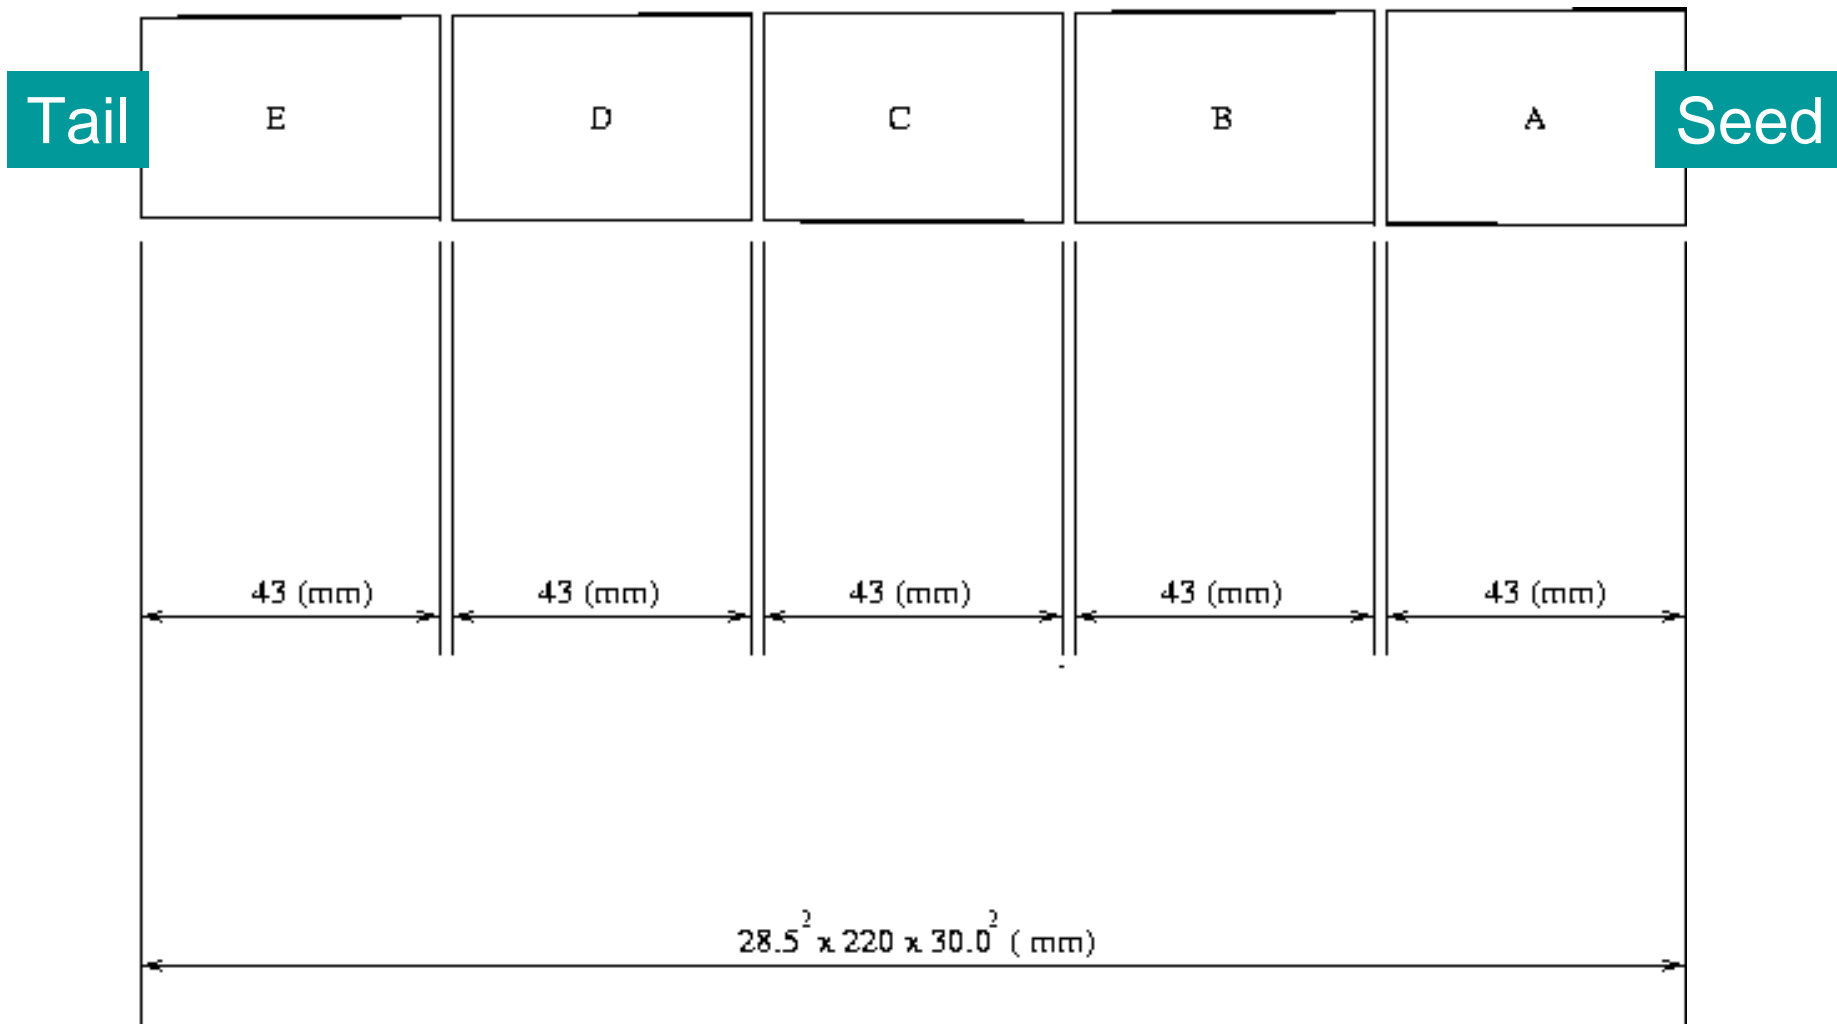 Tail E D C B A Seed
43 (mm) 43 (mm) 43 (mm) 43 (mm) 43 (mm)
28.5² x 220 x 30.0² ( mm)